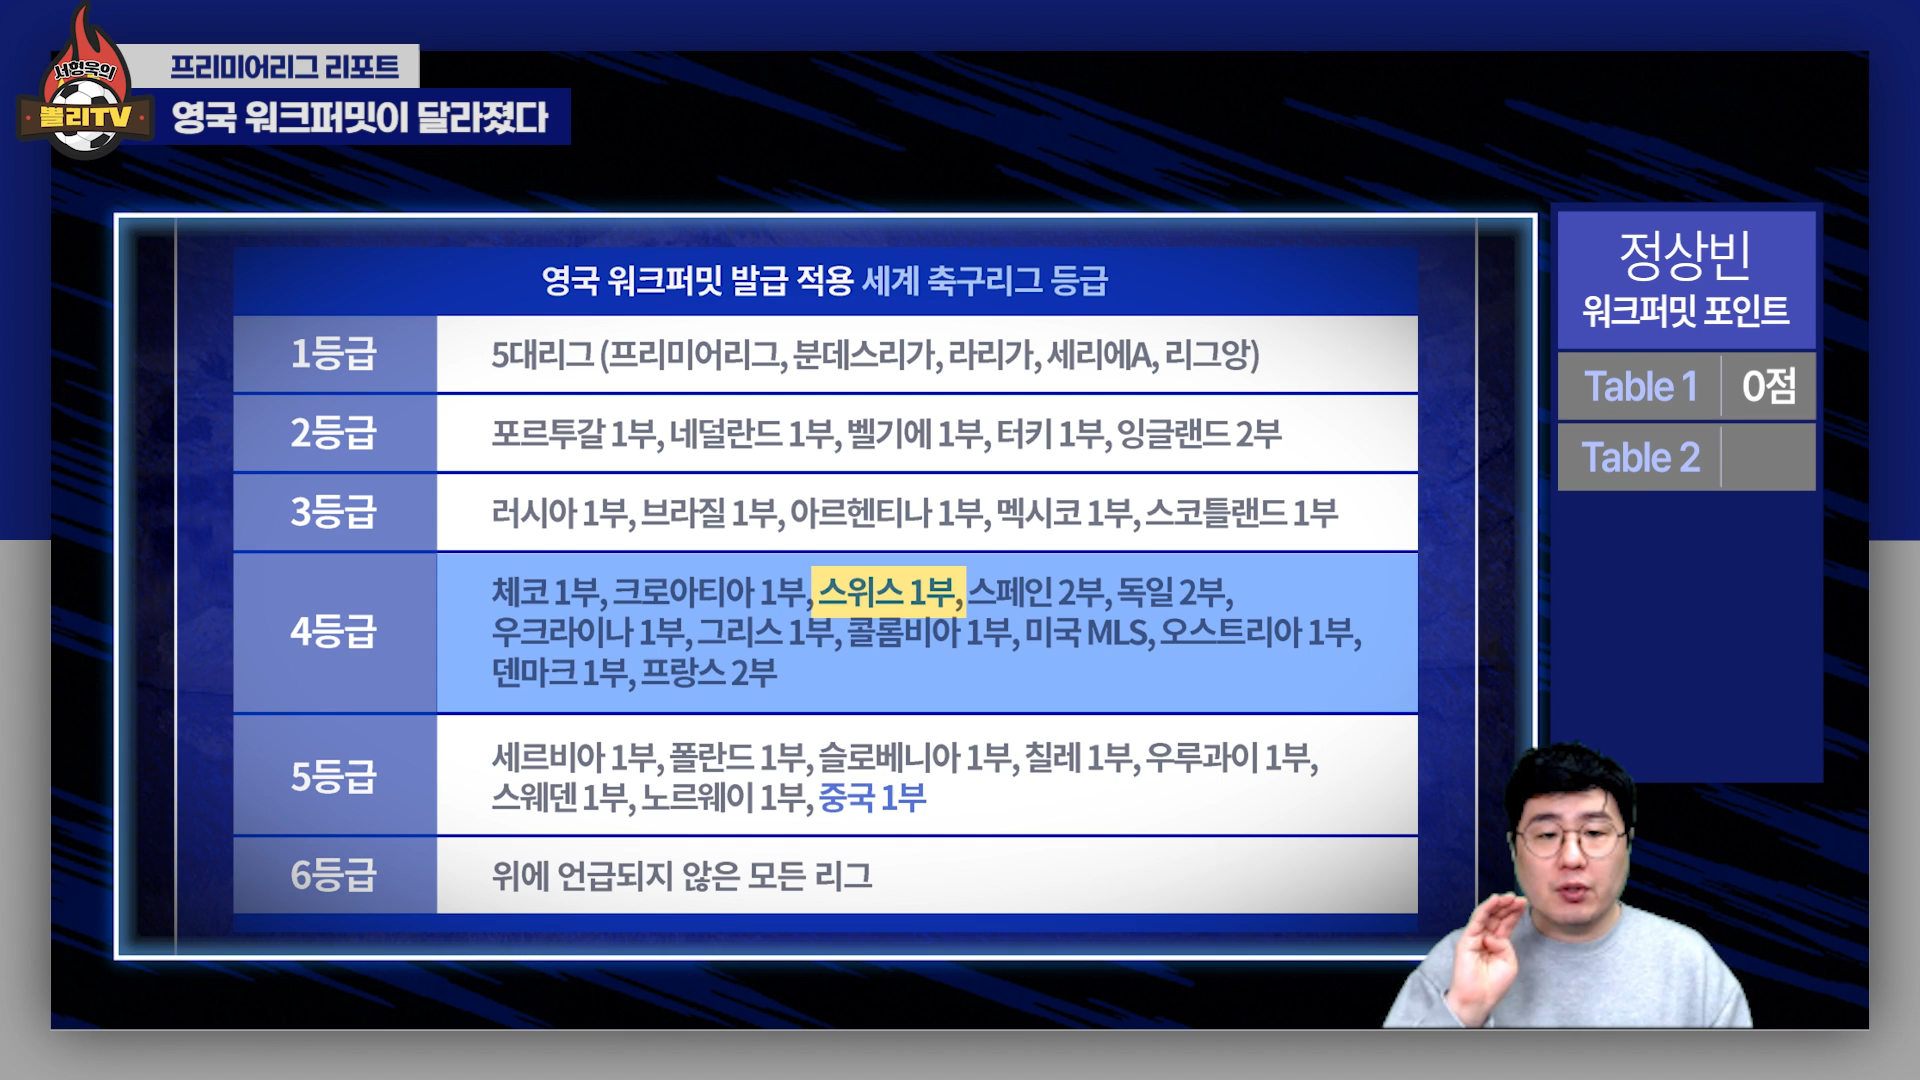 서형욱의
뽈리TV
프리미어리그 리포트
영국 워크퍼밋이 달라졌다
영국 워크퍼밋 발급 적용 세계 축구리그 등급
1등급
5대리그 (프리미어리그, 분데스리가, 라리가, 세리에A, 리그앙)
2등급
포르투갈 1부, 네덜란드 1부, 벨기에 1부, 터키 1부, 잉글랜드 2부
3등급
러시아 1부, 브라질 1부, 아르헨티나 1부, 멕시코 1부, 스코틀랜드 1부
4등급
체코 1부, 크로아티아 1부, 스위스 1부, 스페인 2부, 독일 2부,
우크라이나 1부, 그리스 1부, 콜롬비아 1부, 미국 MLS, 오스트리아 1부,
덴마크 1부, 프랑스 2부
5등급
세르비아 1부, 폴란드 1부, 슬로베니아 1부, 칠레 1부, 우루과이 1부,
스웨덴 1부, 노르웨이 1부, 중국 1부
6등급
위에 언급되지 않은 모든 리그
정상빈
워크퍼밋 포인트
Table 1 0점
Table 2